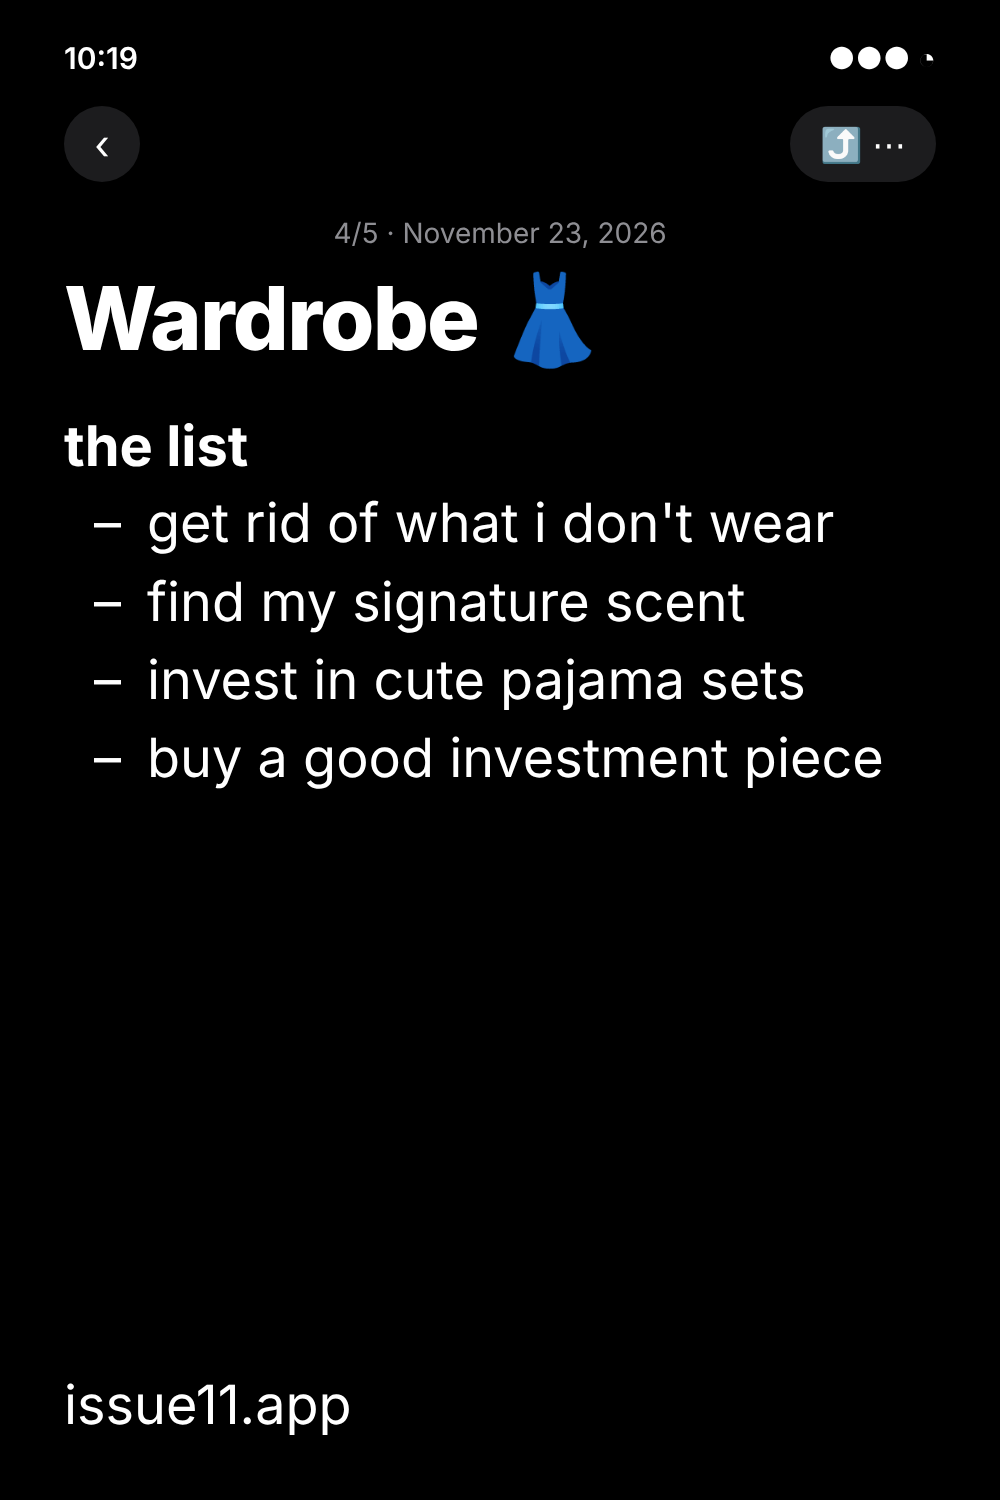 10:19
4/5 · November 23, 2026
Wardrobe 👗
the list
– get rid of what i don't wear
– find my signature scent
– invest in cute pajama sets
– buy a good investment piece
issue11.app